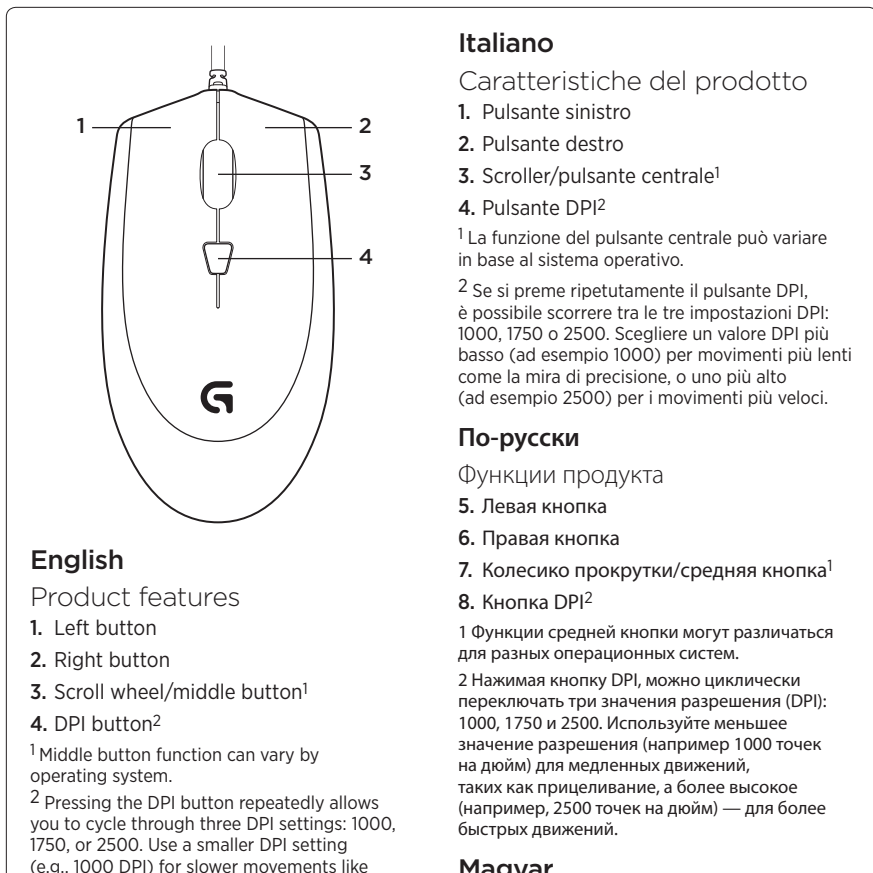 1
2
3
4
English
Product features
1. Left button
2. Right button
3. Scroll wheel/middle button1
4. DPI button2
1 Middle button function can vary by
operating system.
2 Pressing the DPI button repeatedly allows
you to cycle through three DPI settings: 1000,
1750, or 2500. Use a smaller DPI setting
(e.g., 1000 DPI) for slower movements like
Italiano
Caratteristiche del prodotto
1. Pulsante sinistro
2. Pulsante destro
3. Scroller/pulsante centrale1
4. Pulsante DPI2
1 La funzione del pulsante centrale può variare
in base al sistema operativo.
2 Se si preme ripetutamente il pulsante DPI,
è possibile scorrere tra le tre impostazioni DPI:
1000, 1750 o 2500. Scegliere un valore DPI più
basso (ad esempio 1000) per movimenti più lenti
come la mira di precisione, o uno più alto
(ad esempio 2500) per i movimenti più veloci.
По-русски
Функции продукта
5. Левая кнопка
6. Правая кнопка
7. Колесико прокрутки/средняя кнопка1
8. Кнопка DPI2
1 Функции средней кнопки могут различаться
для разных операционных систем.
2 Нажимая кнопку DPI, можно циклически
переключать три значения разрешения (DPI):
1000, 1750 и 2500. Используйте меньшее
значение разрешения (например 1000 точек
на дюйм) для медленных движений,
таких как прицеливание, а более высокое
(например, 2500 точек на дюйм) — для более
быстрых движений.
Magyar